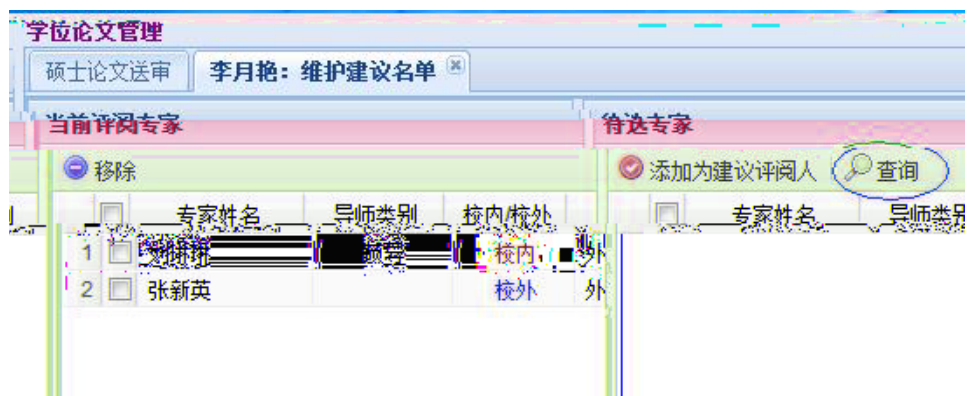 学位论文管理
硕士论文送审 李月艳：维护建议名单
当前评阅专家 待选专家
移除 添加为建议评阅人 查询
专家姓名 导师类别 校内/校外 专家姓名 导师类别
1 校内 外
2 张新英 校外 外